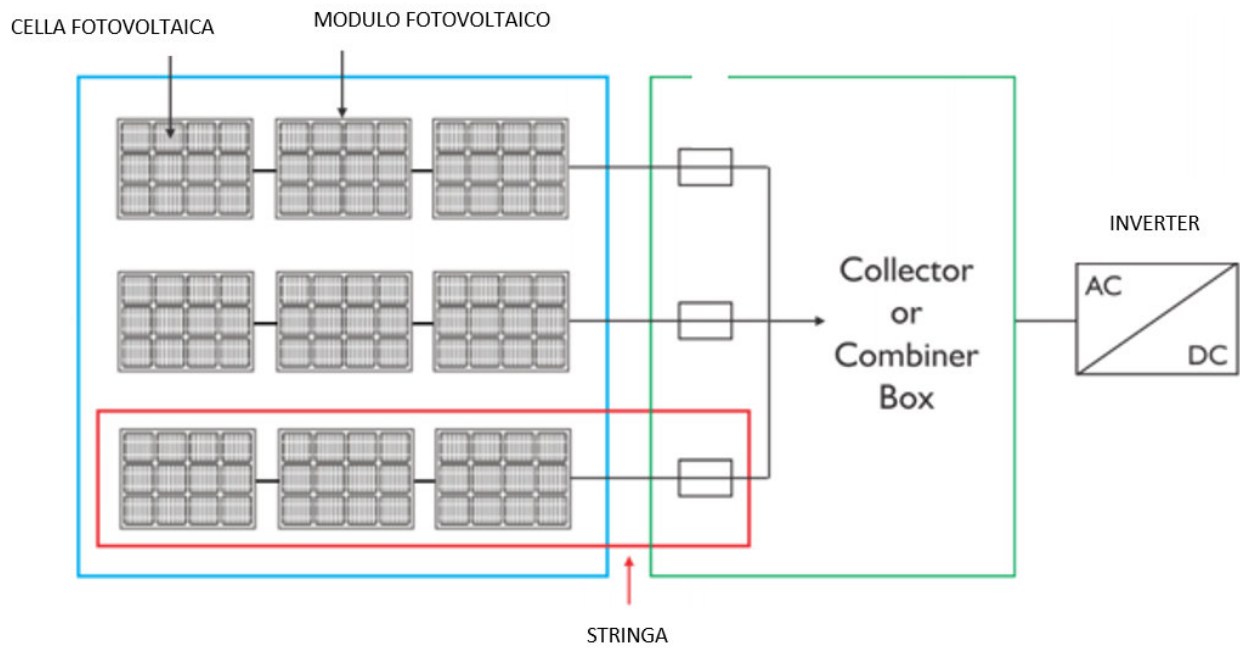 CELLA FOTOVOLTAICA
MODULO FOTOVOLTAICO
INVERTER
Collector
or
Combiner
Box
AC
DC
STRINGA